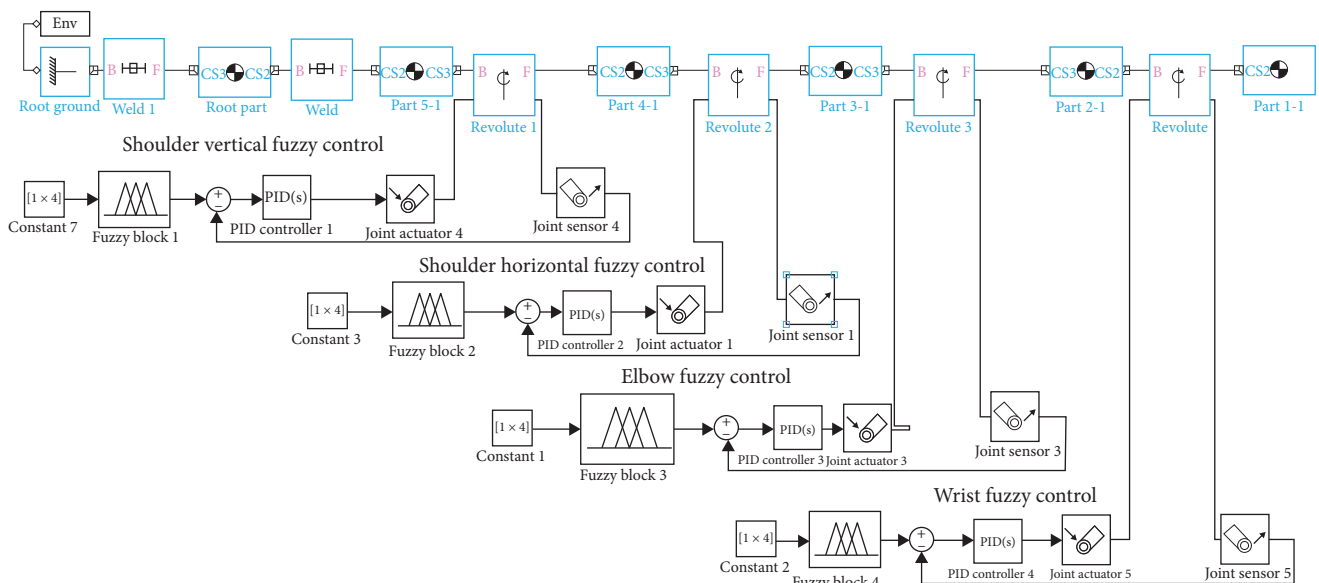 Env
B F
CS3 CS2
B F
CS2 CS3
B F
CS2 CS3
B F
CS2 CS3
B F
CS3 CS2
B F
CS2
Root ground
Weld 1
Root part
Weld
Part 5-1
Revolute 1
Part 4-1
Revolute 2
Part 3-1
Revolute 3
Part 2-1
Revolute
Part 1-1
Shoulder vertical fuzzy control
[1 × 4]
+
−
PID(s)
Constant 7
Fuzzy block 1
PID controller 1
Joint actuator 4
Joint sensor 4
Shoulder horizontal fuzzy control
[1 × 4]
+
−
PID(s)
Constant 3
Fuzzy block 2
PID controller 2
Joint actuator 1
Joint sensor 1
Elbow fuzzy control
[1 × 4]
+
−
PID(s)
Constant 1
Fuzzy block 3
PID controller 3
Joint actuator 3
Joint sensor 3
Wrist fuzzy control
[1 × 4]
+
−
PID(s)
Constant 2
Fuzzy block 4
PID controller 4
Joint actuator 5
Joint sensor 5